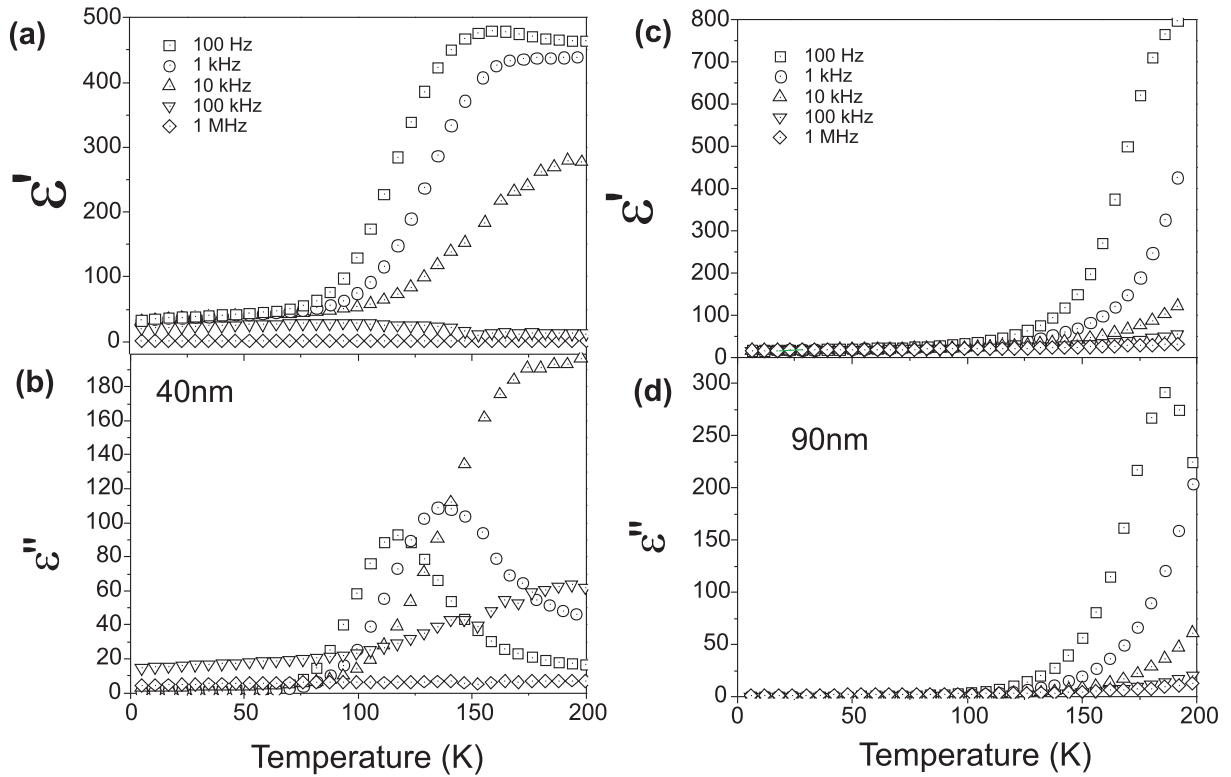 (a)
500
400
300
200
100
0
ε'
100 Hz
1 kHz
10 kHz
100 kHz
1 MHz
(b)
180
160
140
120
100
80
60
40
20
0
ε"
40nm
0
50
100
150
200
Temperature (K)
(c)
800
700
600
500
400
300
200
100
0
ε'
100 Hz
1 kHz
10 kHz
100 kHz
1 MHz
(d)
300
250
200
150
100
50
0
ε"
90nm
0
50
100
150
200
Temperature (K)